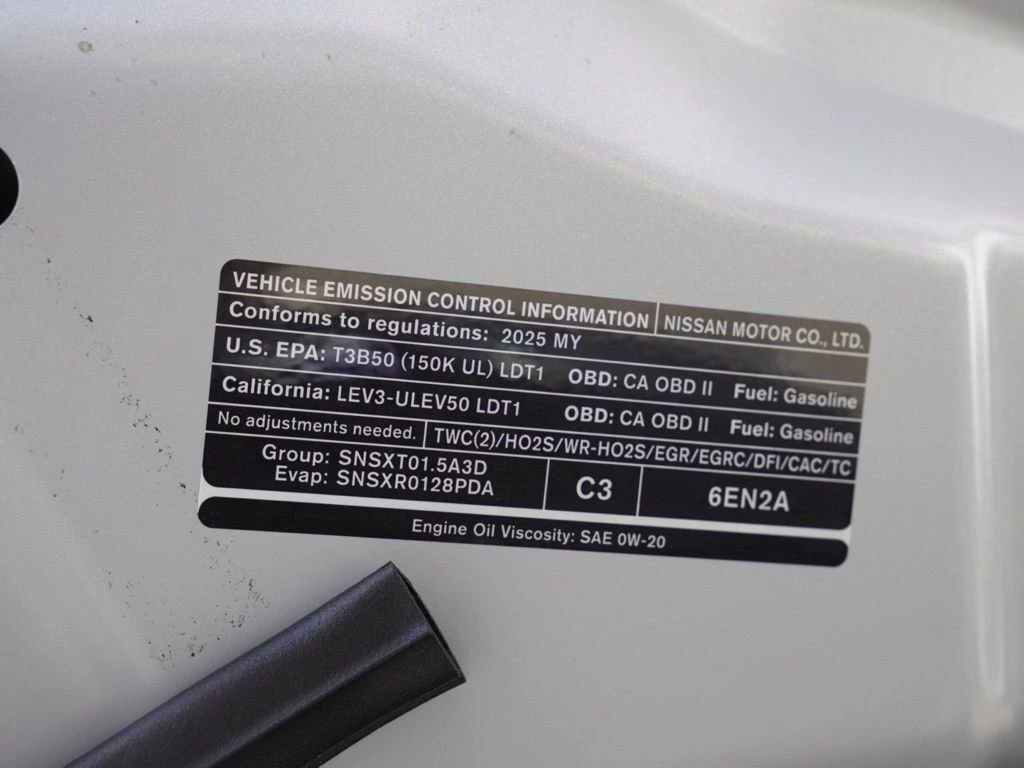 VEHICLE EMISSION CONTROL INFORMATION NISSAN MOTOR CO., LTD.
Conforms to regulations: 2025 MY
U.S. EPA: T3B50 (150K UL) LDT1 OBD: CA OBD II Fuel: Gasoline
California: LEV3-ULEV50 LDT1 OBD: CA OBD II Fuel: Gasoline
No adjustments needed. TWC(2)/HO2S/WR-HO2S/EGR/EGRC/DFI/CAC/TC
Group: SNSXT01.5A3D
Evap: SNSXR0128PDA
C3
6EN2A
Engine Oil Viscosity: SAE 0W-20